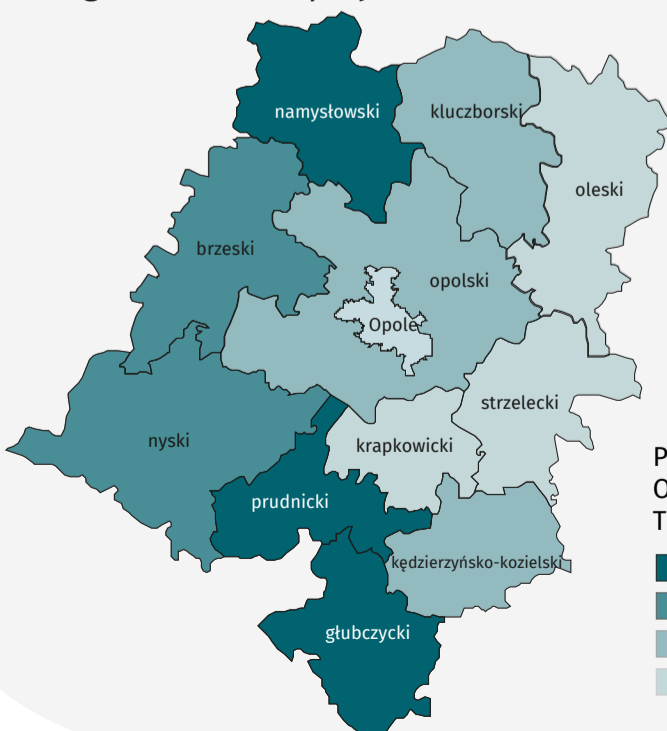 namysłowski
kluczborski
oleski
brzeski
opolski
Opole
strzelecki
nyski
krapkowicki
prudnicki
kędzierzyńsko-kozielski
głubczycki